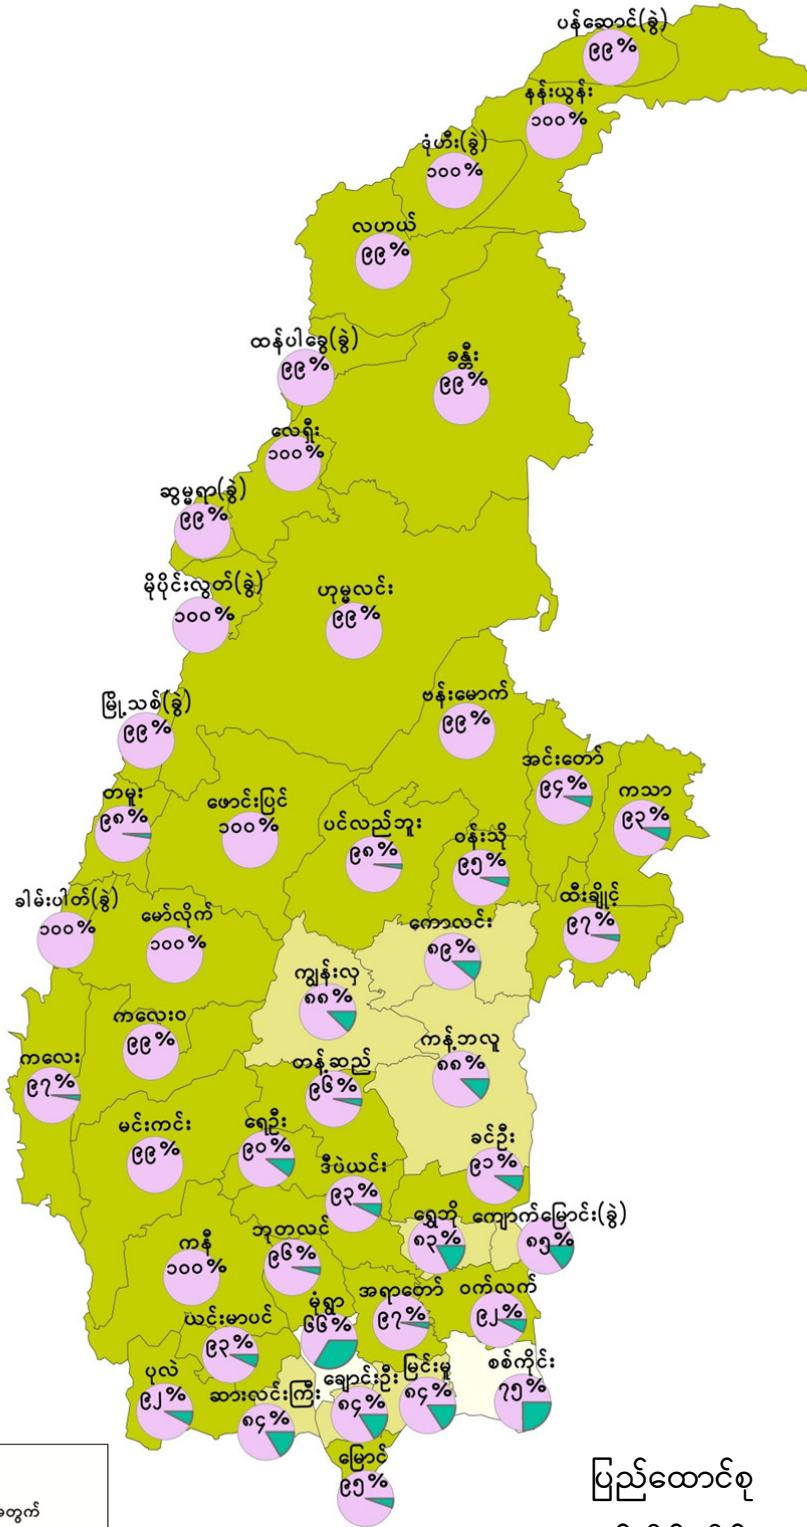 ပန်ဆောင်(ခွဲ)
၉၉%
နန်းယွန်း
၁၀၀%
ဒုံဟီး(ခွဲ)
၁၀၀%
လဟယ်
၉၉%
ထန်ပါခွေ(ခွဲ)
၉၉%
ခန္တီး
၉၉%
လေရှီး
၁၀၀%
ဆွမ္မရာ(ခွဲ)
၉၉%
မိုပိုင်းလွတ်(ခွဲ)
၁၀၀%
ဟုမ္မလင်း
၉၉%
မြို့သစ်(ခွဲ)
၉၉%
ဗန်းမောက်
၉၉%
အင်းတော်
၉၄%
ကသာ
၉၃%
တမူး
၉၈%
ဖောင်းပြင်
၁၀၀%
ပင်လည်ဘူး
၉၈%
ဝန်းသို
၉၅%
ထီးချိုင့်
၉၇%
ခါမ်းပါတ်(ခွဲ)
၁၀၀%
မော်လိုက်
၁၀၀%
ကောလင်း
၈၉%
ကျွန်းလှ
၈၈%
ကလေးဝ
၉၉%
ကန့်ဘလူ
၈၈%
ကလေး
၉၇%
တန့်ဆည်
၉၆%
မင်းကင်း
၉၉%
ရေဦး
၉၀%
ခင်ဦး
၉၁%
ဒီပဲယင်း
၉၃%
ရွှေဘို
၈၃%
ကျောက်မြောင်း(ခွဲ)
၈၅%
ကနီ
၁၀၀%
ဘုတလင်
၉၆%
အရာတော်
၉၇%
ဝက်လက်
၉၂%
မုံရွာ
၆၆%
ယင်းမာပင်
၉၃%
ပုလဲ
၉၂%
ဆားလင်းကြီး
၈၄%
ချောင်းဦး
၈၄%
မြင်းမူ
၈၄%
စစ်ကိုင်း
၇၅%
မြောင်
၉၅%
ပြည်ထောင်စု